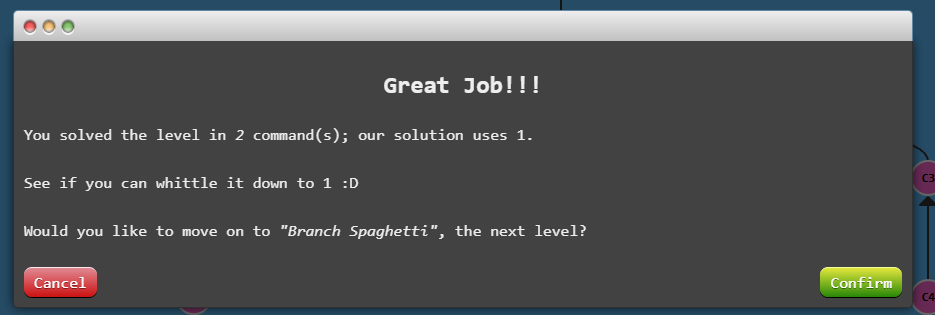 Great Job!!!
You solved the level in 2 command(s); our solution uses 1.
See if you can whittle it down to 1 :D
Would you like to move on to "Branch Spaghetti", the next level?
Cancel
Confirm
C3
C4